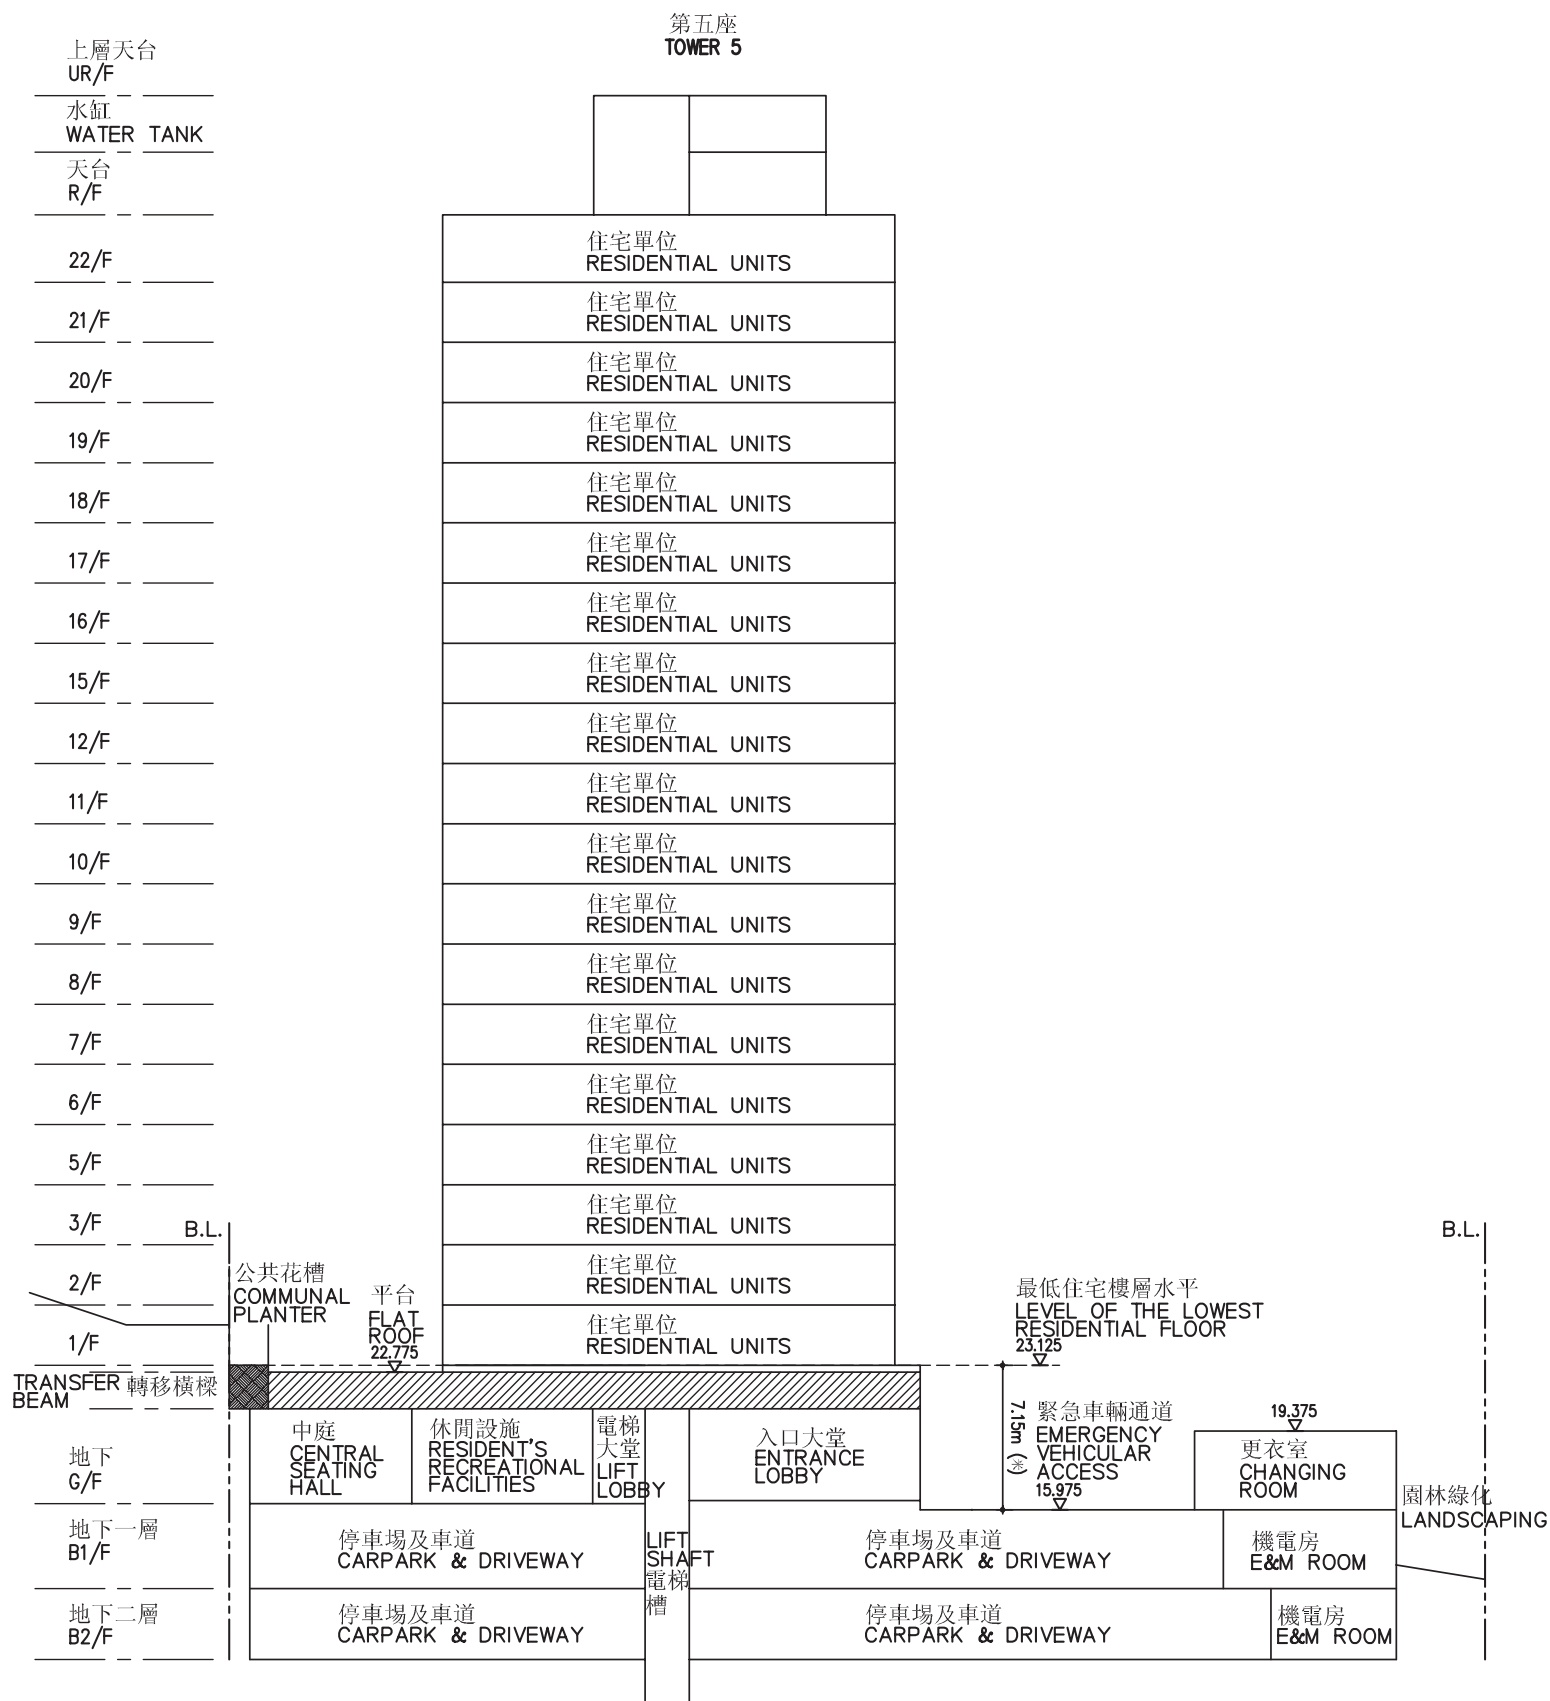 第五座
TOWER 5
上層天台
UR/F
水缸
WATER TANK
天台
R/F
22/F
住宅單位
RESIDENTIAL UNITS
21/F
住宅單位
RESIDENTIAL UNITS
20/F
住宅單位
RESIDENTIAL UNITS
19/F
住宅單位
RESIDENTIAL UNITS
18/F
住宅單位
RESIDENTIAL UNITS
17/F
住宅單位
RESIDENTIAL UNITS
16/F
住宅單位
RESIDENTIAL UNITS
15/F
住宅單位
RESIDENTIAL UNITS
12/F
住宅單位
RESIDENTIAL UNITS
11/F
住宅單位
RESIDENTIAL UNITS
10/F
住宅單位
RESIDENTIAL UNITS
9/F
住宅單位
RESIDENTIAL UNITS
8/F
住宅單位
RESIDENTIAL UNITS
7/F
住宅單位
RESIDENTIAL UNITS
6/F
住宅單位
RESIDENTIAL UNITS
5/F
住宅單位
RESIDENTIAL UNITS
3/F
住宅單位
RESIDENTIAL UNITS
B.L.
B.L.
2/F
住宅單位
RESIDENTIAL UNITS
公共花槽
COMMUNAL
PLANTER
平台
FLAT
ROOF
22.775
1/F
住宅單位
RESIDENTIAL UNITS
最低住宅樓層水平
LEVEL OF THE LOWEST
RESIDENTIAL FLOOR
23.125
TRANSFER 轉移橫樑
BEAM
地下
G/F
中庭
CENTRAL
SEATING
HALL
休閒設施
RESIDENT'S
RECREATIONAL
FACILITIES
電梯
大堂
LIFT
LOBBY
入口大堂
ENTRANCE
LOBBY
7.15m (※)
緊急車輛通道
EMERGENCY
VEHICULAR
ACCESS
15.975
19.375
更衣室
CHANGING
ROOM
園林綠化
LANDSCAPING
地下一層
B1/F
停車場及車道
CARPARK & DRIVEWAY
LIFT
SHAFT
電梯
槽
停車場及車道
CARPARK & DRIVEWAY
機電房
E&M ROOM
地下二層
B2/F
停車場及車道
CARPARK & DRIVEWAY
停車場及車道
CARPARK & DRIVEWAY
機電房
E&M ROOM